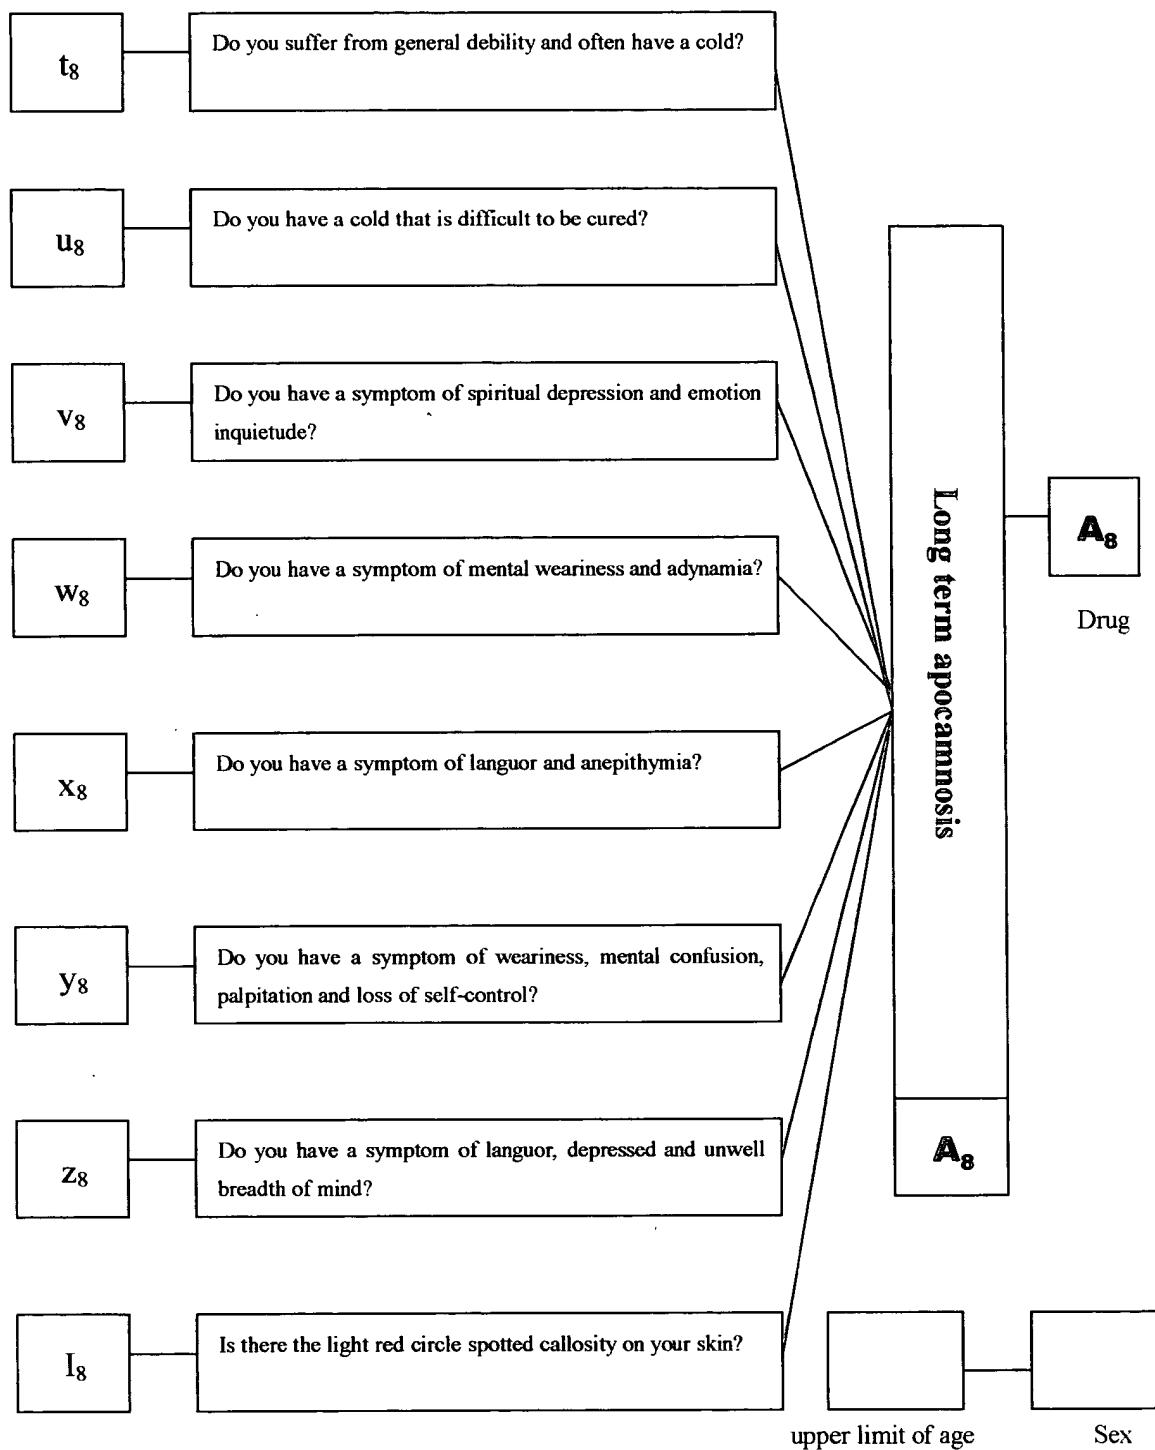 t8
Do you suffer from general debility and often have a cold?
u8
Do you have a cold that is difficult to be cured?
v8
Do you have a symptom of spiritual depression and emotion
inquietude?
w8
Do you have a symptom of mental weariness and adynamia?
x8
Do you have a symptom of languor and anepithymia?
y8
Do you have a symptom of weariness, mental confusion,
palpitation and loss of self-control?
z8
Do you have a symptom of languor, depressed and unwell
breadth of mind?
I8
Is there the light red circle spotted callosity on your skin?
Long term apocamnosis
A8
A8
Drug
upper limit of age
Sex